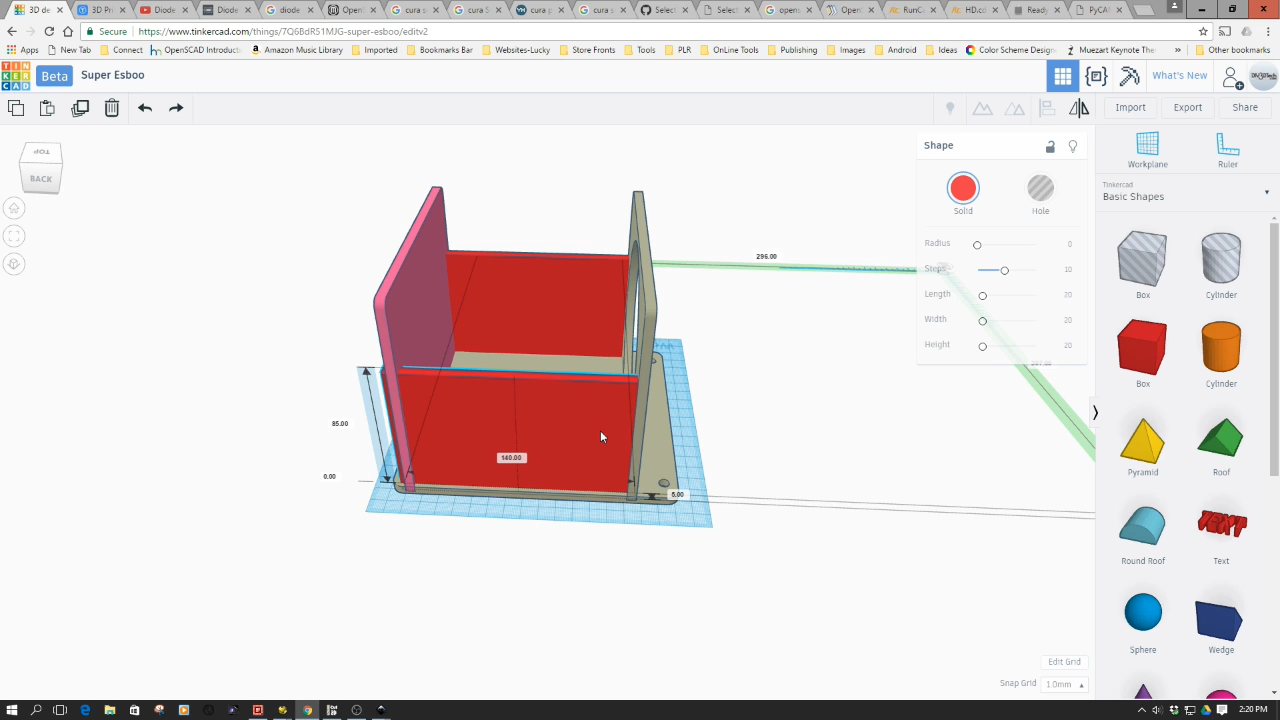 3D de
3D Pri
Diode
Diode
diode
Open
cura s
cura S
cura p
cura s
Select
Select
opens
Open
RunC
HD.co
Ready
PyCA
Secure https://www.tinkercad.com/things/7Q6BdR51MJG-super-esboo/editv2
Apps
New Tab
Connect
OpenSCAD Introduct
Amazon Music Library
Imported
Bookmarks Bar
Websites-Lucky
Store Fronts
Tools
PLR
OnLine Tools
Publishing
Images
Android
Ideas
Color Scheme Design
Muezart Keynote The
Other bookmarks
TIN
KER
CAD
Beta
Super Esboo
What's New
Import
Export
Share
TOP
BACK
Shape
Solid
Hole
Radius 0
Steps 10
Length 20
Width 20
Height 20
Workplane
Ruler
Tinkercad
Basic Shapes
Box
Cylinder
Box
Cylinder
Pyramid
Roof
Round Roof
TEXT
Text
Sphere
Wedge
296.00
85.00
0.00
140.00
5.00
Edit Grid
Snap Grid 1.0mm
2:20 PM